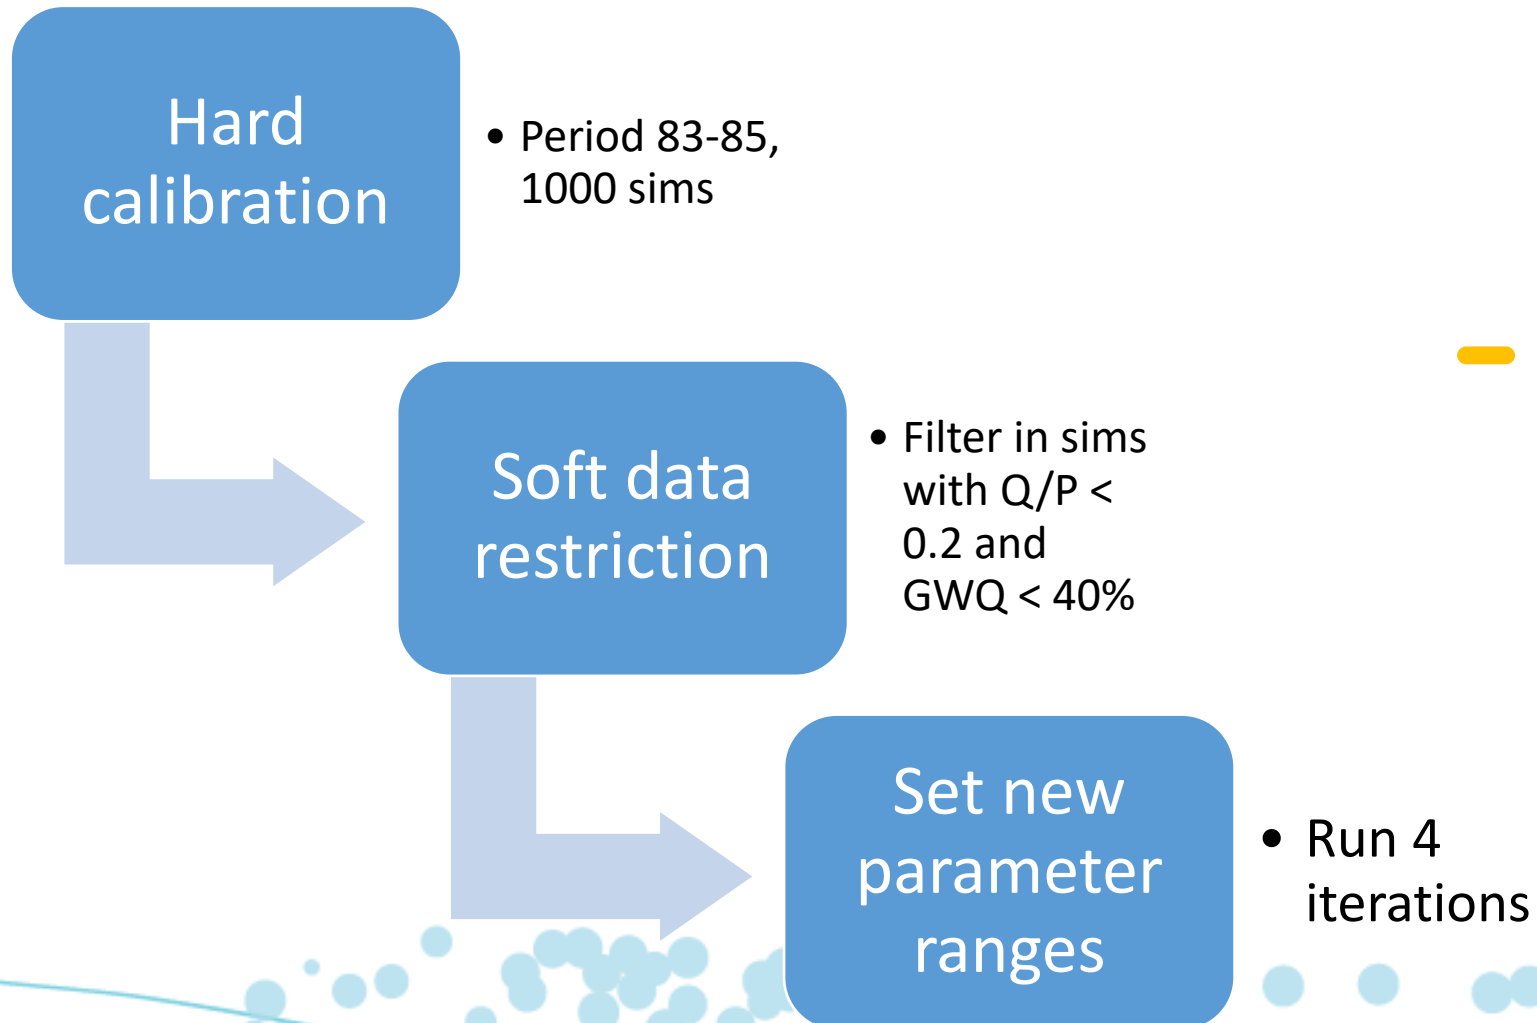 Hard
calibration
• Period 83-85,
1000 sims
Soft data
restriction
• Filter in sims
with Q/P <
0.2 and
GWQ < 40%
Set new
parameter
ranges
• Run 4
iterations